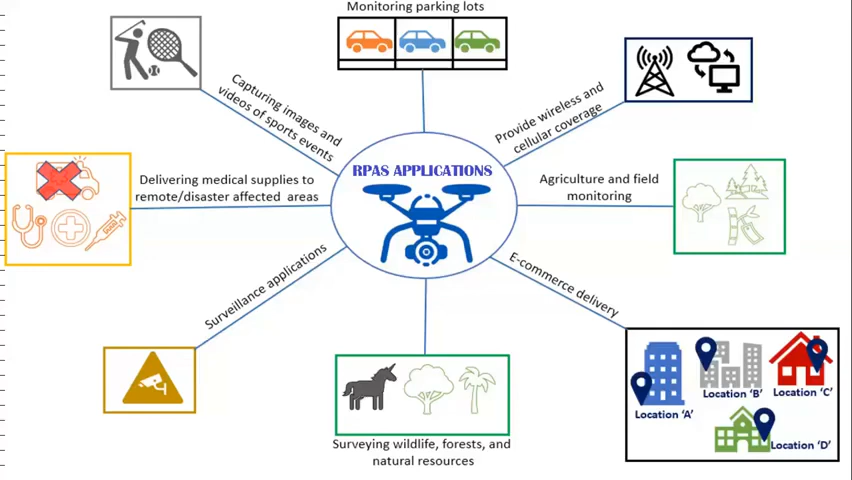 Monitoring parking lots
Capturing images and
videos of sports events
Provide wireless and
cellular coverage
RPAS APPLICATIONS
Delivering medical supplies to
remote/disaster affected areas
Agriculture and field
monitoring
Surveillance applications
E-commerce delivery
Location ‘A’
Location ‘B’
Location ‘C’
Location ‘D’
Surveying wildlife, forests, and
natural resources